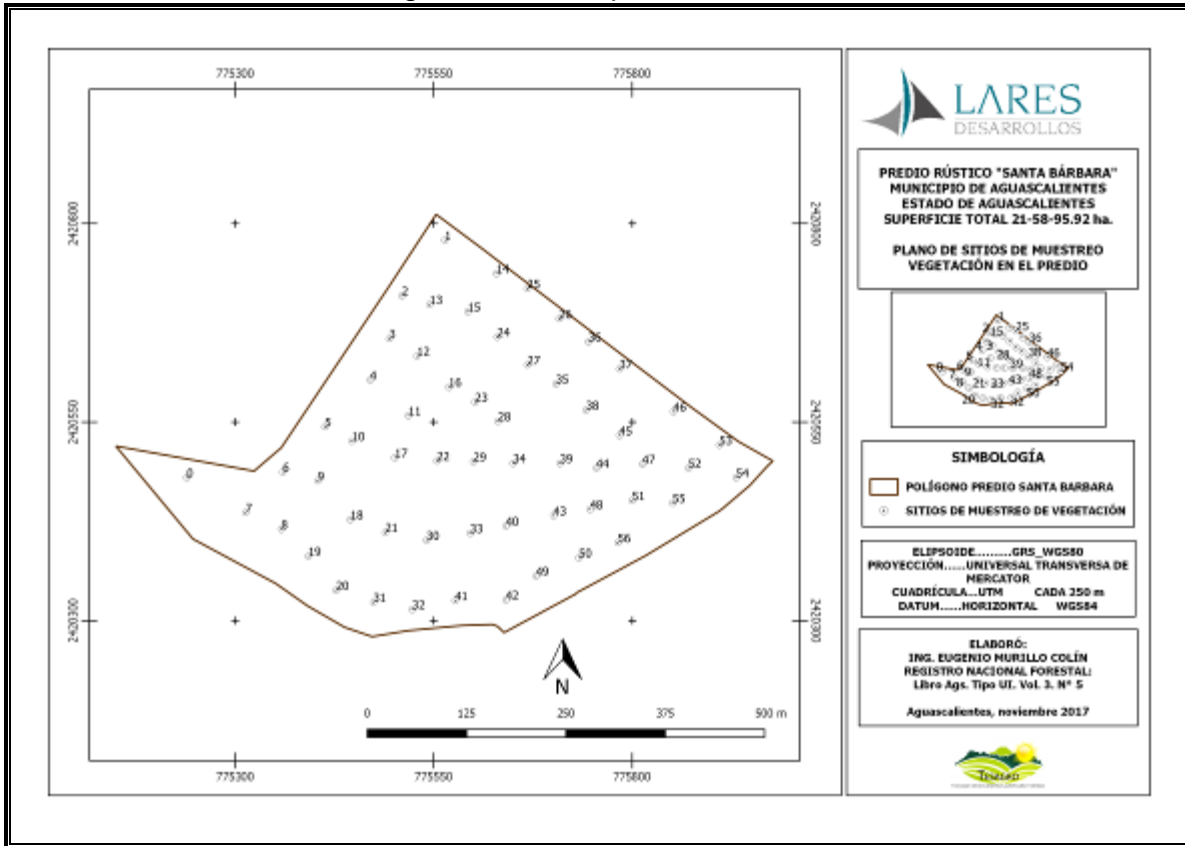 775300 775550 775800
2420800 2420800
1
14
25
2
13
15
26
24
36
3
12
27
37
4
16
35
23
38
46
11
28
5
45
10
53
17
22
29
34
39
44
47
52
6
0
9
54
7
51
55
48
18
43
8
21
40
33
30
56
19
50
49
20
31
41
42
32
2420550 2420550
2420300 2420300
N
0 125 250 375 500 m
775300 775550 775800
LARES
DESARROLLOS
PREDIO RÚSTICO "SANTA BÁRBARA"
MUNICIPIO DE AGUASCALIENTES
ESTADO DE AGUASCALIENTES
SUPERFICIE TOTAL 21-58-95.92 ha.
PLANO DE SITIOS DE MUESTREO
VEGETACIÓN EN EL PREDIO
SIMBOLOGÍA
POLÍGONO PREDIO SANTA BARBARA
SITIOS DE MUESTREO DE VEGETACIÓN
ELIPSOIDE.........GRS_WGS80
PROYECCIÓN......UNIVERSAL TRANSVERSA DE
MERCATOR
CUADRÍCULA...UTM CADA 250 m
DATUM.....HORIZONTAL WGS84
ELABORÓ:
ING. EUGENIO MURILLO COLÍN
REGISTRO NACIONAL FORESTAL:
Libro Ags. Tipo UI. Vol. 3. N° 5
Aguascalientes, noviembre 2017